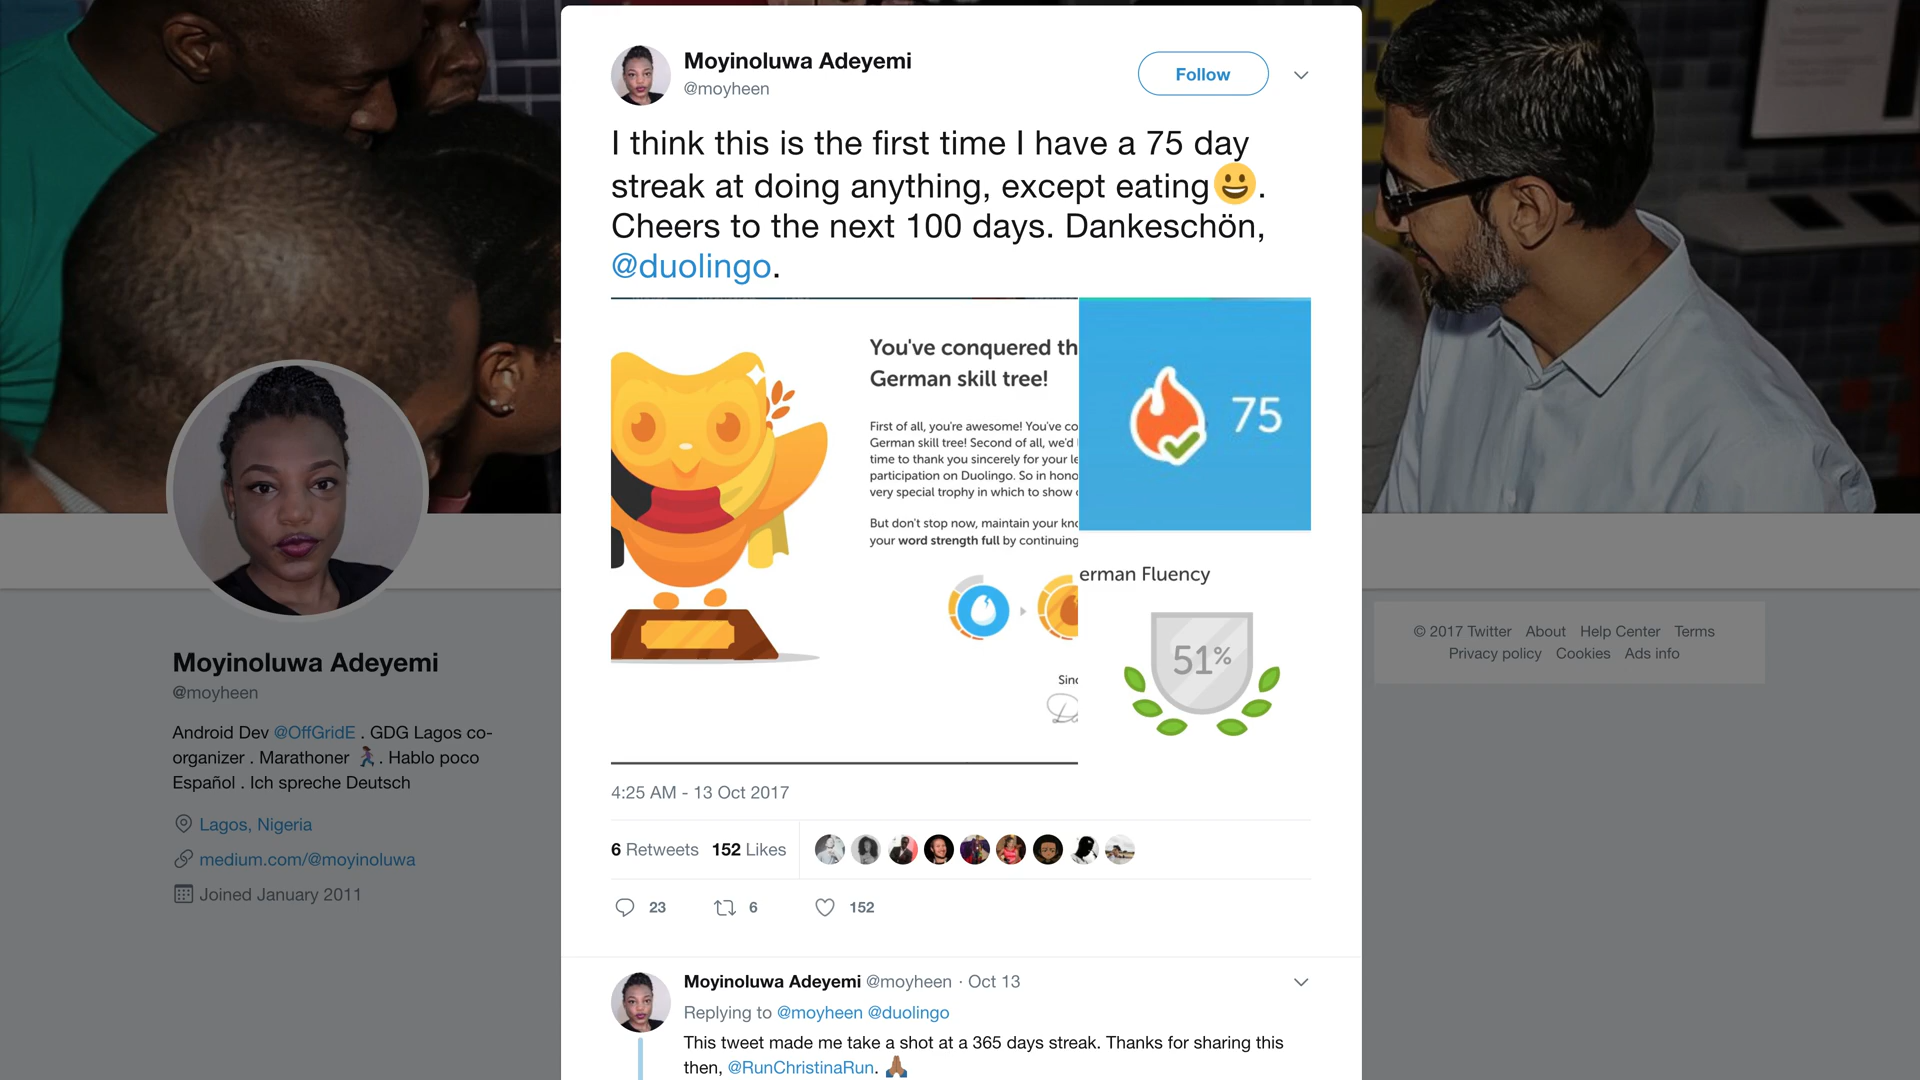 Moyinoluwa Adeyemi
@moyheen
Follow
I think this is the first time I have a 75 day
streak at doing anything, except eating😀.
Cheers to the next 100 days. Dankeschön,
@duolingo.
You've conquered th
German skill tree!
First of all, you're awesome! You've co
German skill tree! Second of all, we'd
time to thank you sincerely for your le
participation on Duolingo. So in hono
very special trophy in which to show
But don't stop now, maintain your kno
your word strength full by continuing
Sinc
75
erman Fluency
51%
4:25 AM - 13 Oct 2017
6 Retweets 152 Likes
23 6 152
Moyinoluwa Adeyemi @moyheen · Oct 13
Replying to @moyheen @duolingo
This tweet made me take a shot at a 365 days streak. Thanks for sharing this
then, @RunChristinaRun. 🙏🏾
Moyinoluwa Adeyemi
@moyheen
Android Dev @OffGridE . GDG Lagos co-
organizer . Marathoner 🏃🏾‍♀️. Hablo poco
Español . Ich spreche Deutsch
Lagos, Nigeria
medium.com/@moyinoluwa
Joined January 2011
© 2017 Twitter About Help Center Terms
Privacy policy Cookies Ads info